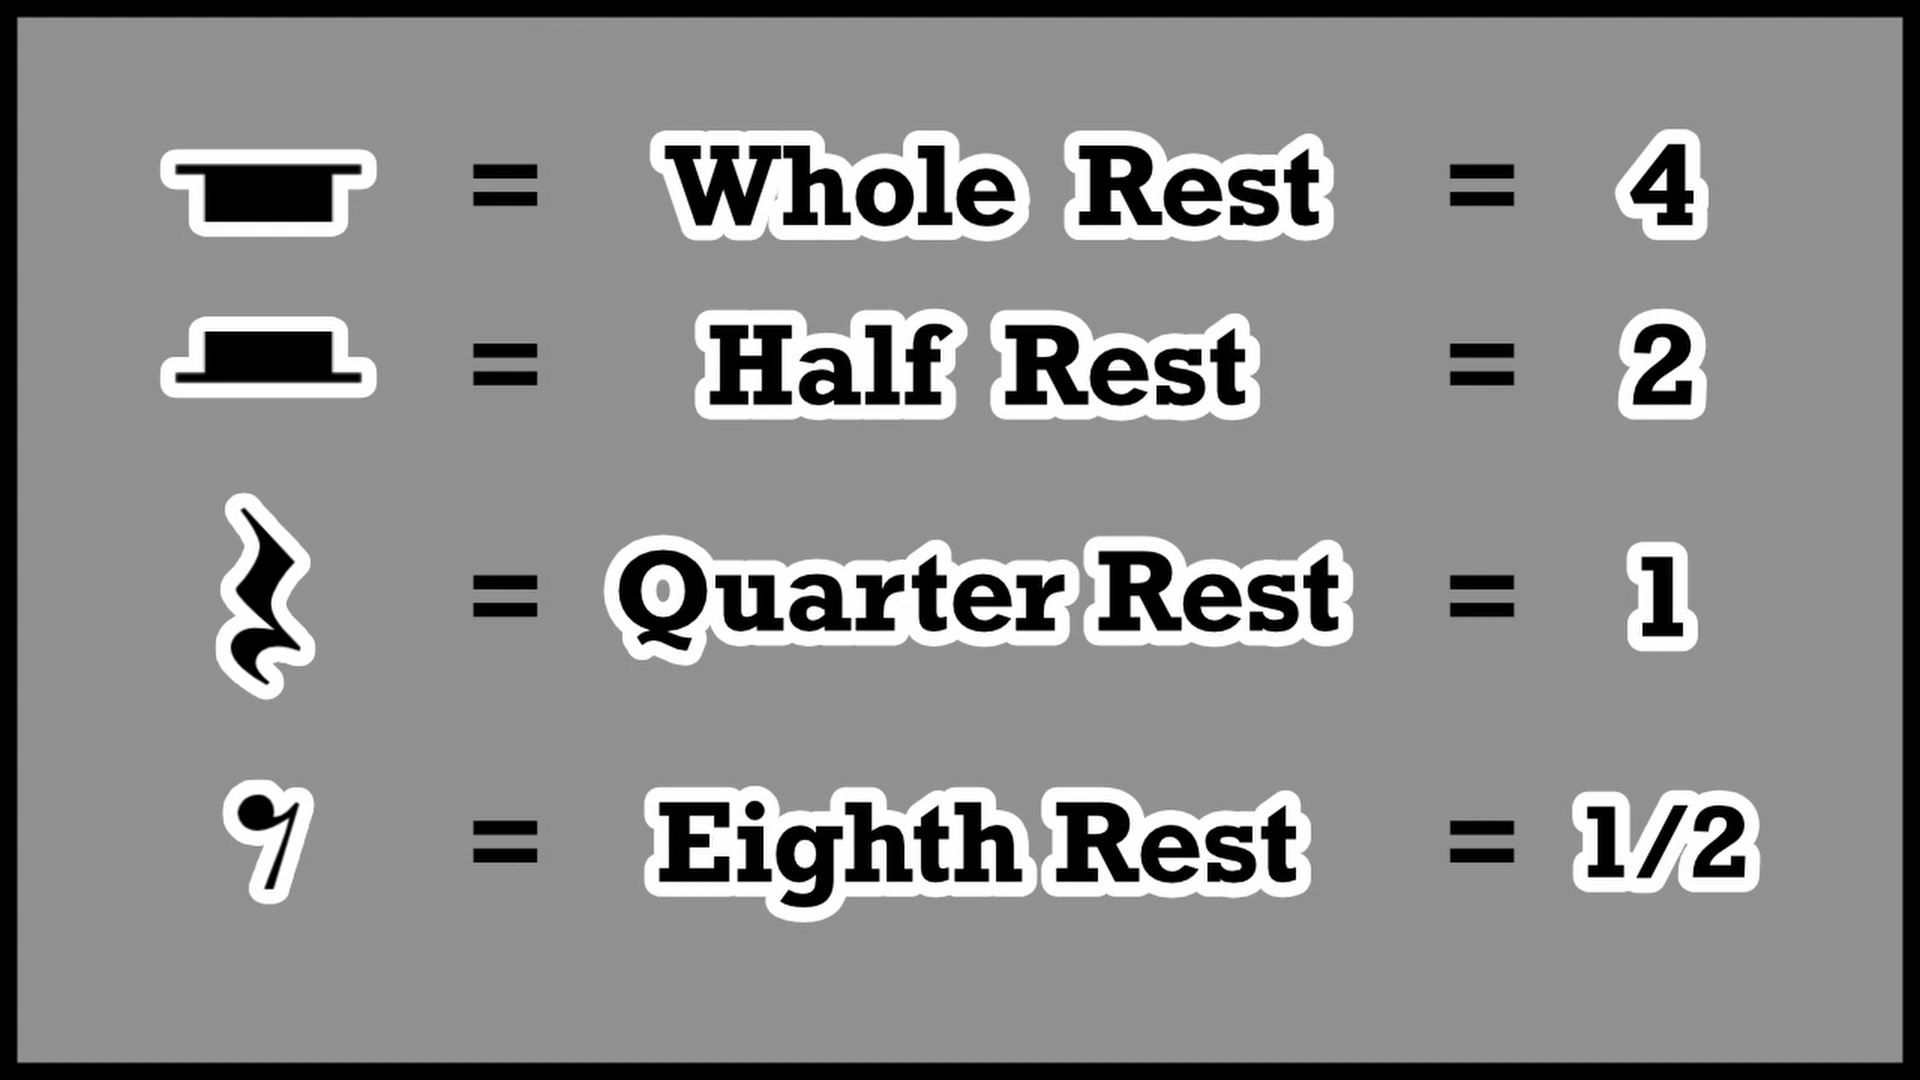 = Whole Rest = 4
= Half Rest = 2
= Quarter Rest = 1
= Eighth Rest = 1/2